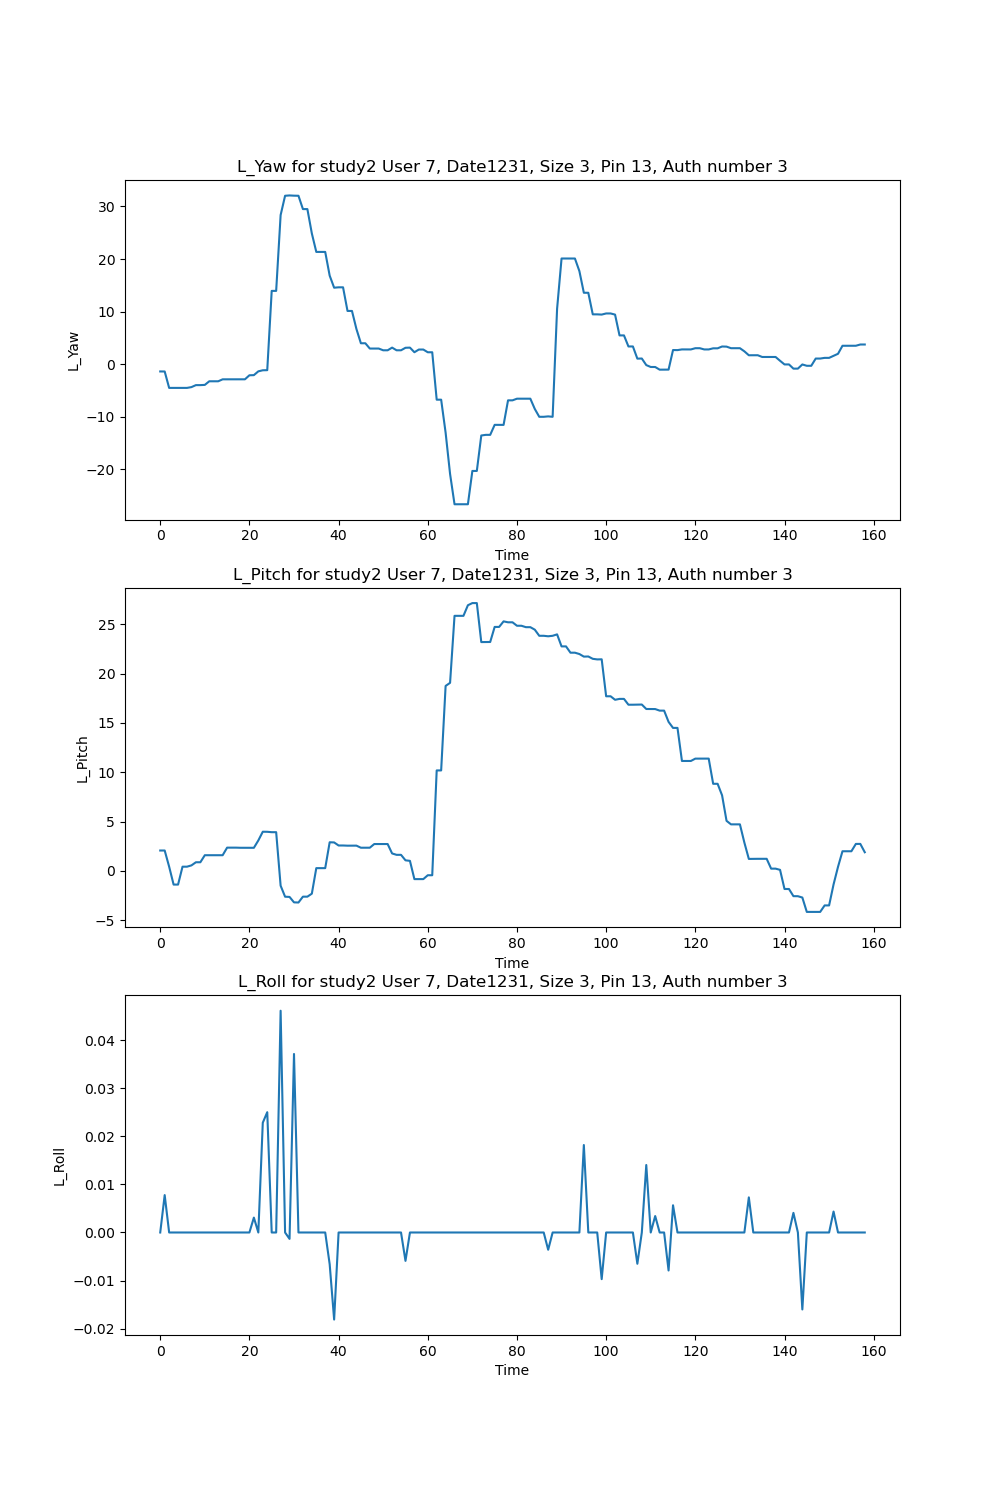 L_Yaw for study2 User 7, Date1231, Size 3, Pin 13, Auth number 3
30
20
10
0
−10
−20
L_Yaw
0 20 40 60 80 100 120 140 160
Time
L_Pitch for study2 User 7, Date1231, Size 3, Pin 13, Auth number 3
25
20
15
10
5
0
−5
L_Pitch
0 20 40 60 80 100 120 140 160
Time
L_Roll for study2 User 7, Date1231, Size 3, Pin 13, Auth number 3
0.04
0.03
0.02
0.01
0.00
−0.01
−0.02
L_Roll
0 20 40 60 80 100 120 140 160
Time